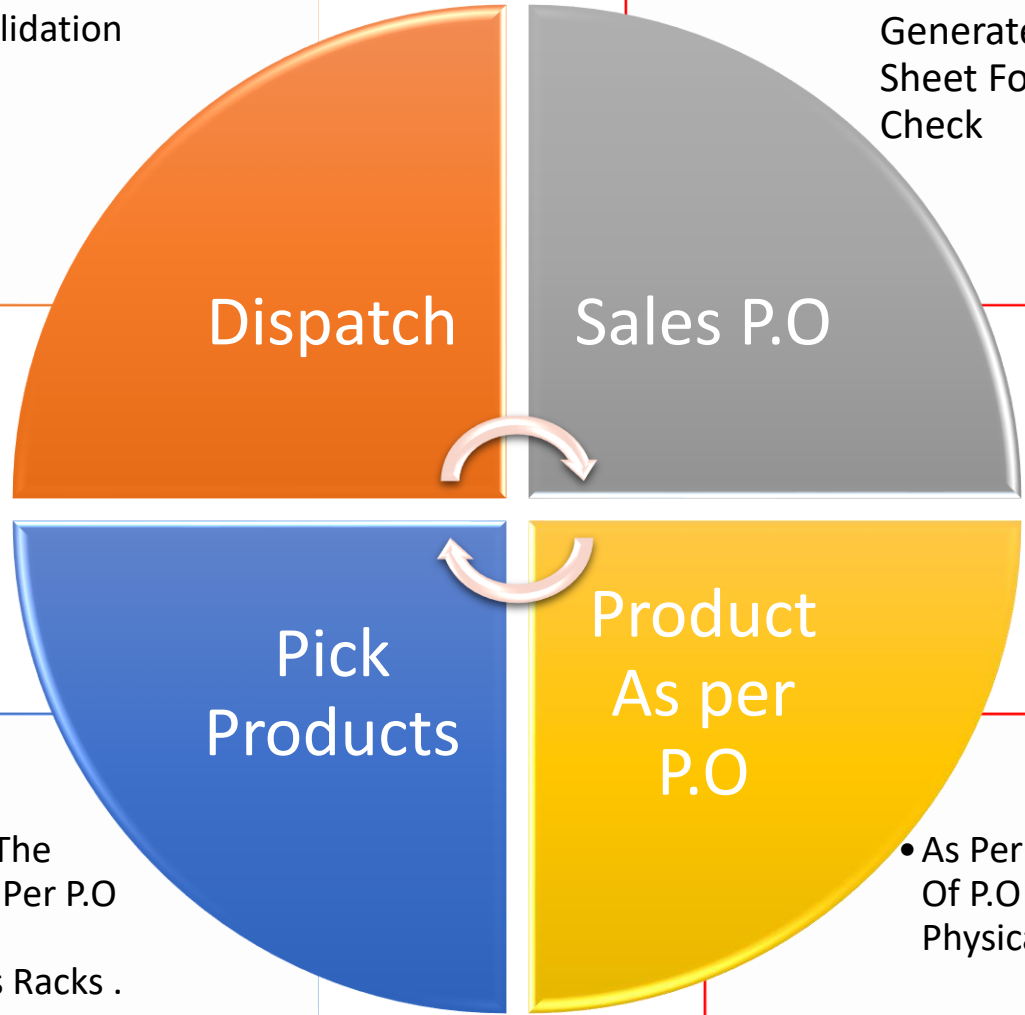 lidation
Generate
Sheet Fo
Check
Dispatch
Sales P.O
Pick
Products
Product
As per
P.O
The
Per P.O
s Racks .
• As Per
Of P.O
Physica